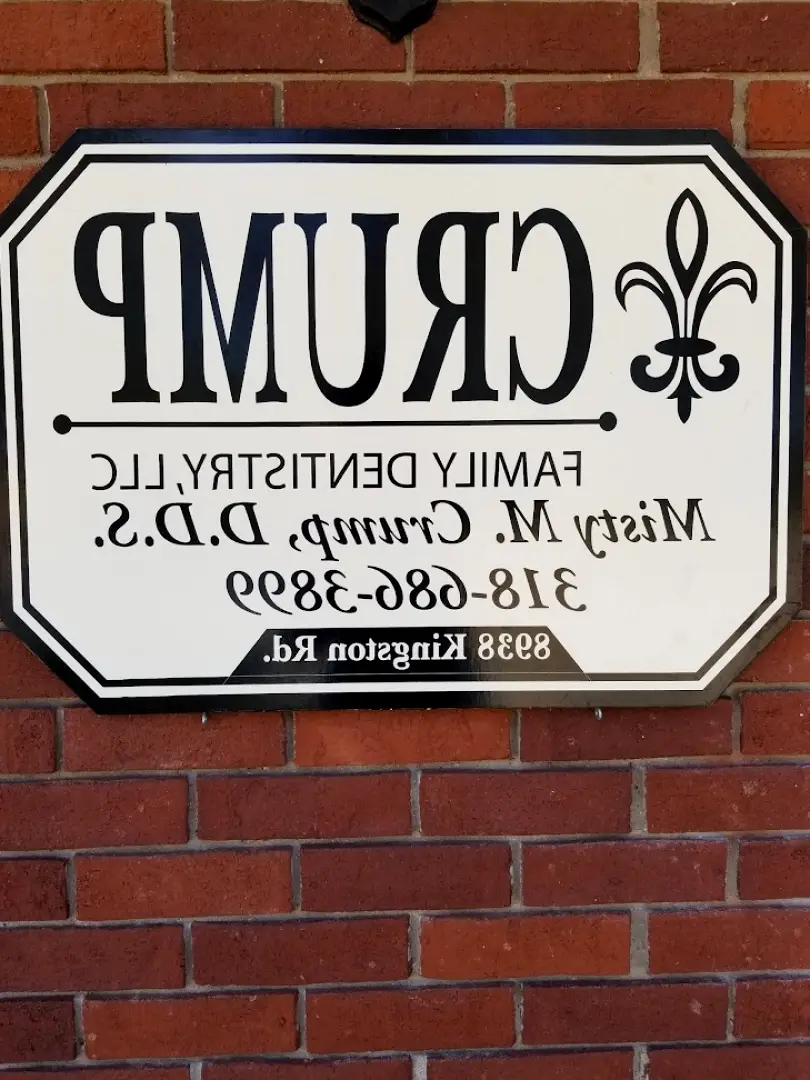 CRUMP
FAMILY DENTISTRY, LLC
Misty M. Crump, D.D.S.
318-686-3899
8938 Kingston Rd.